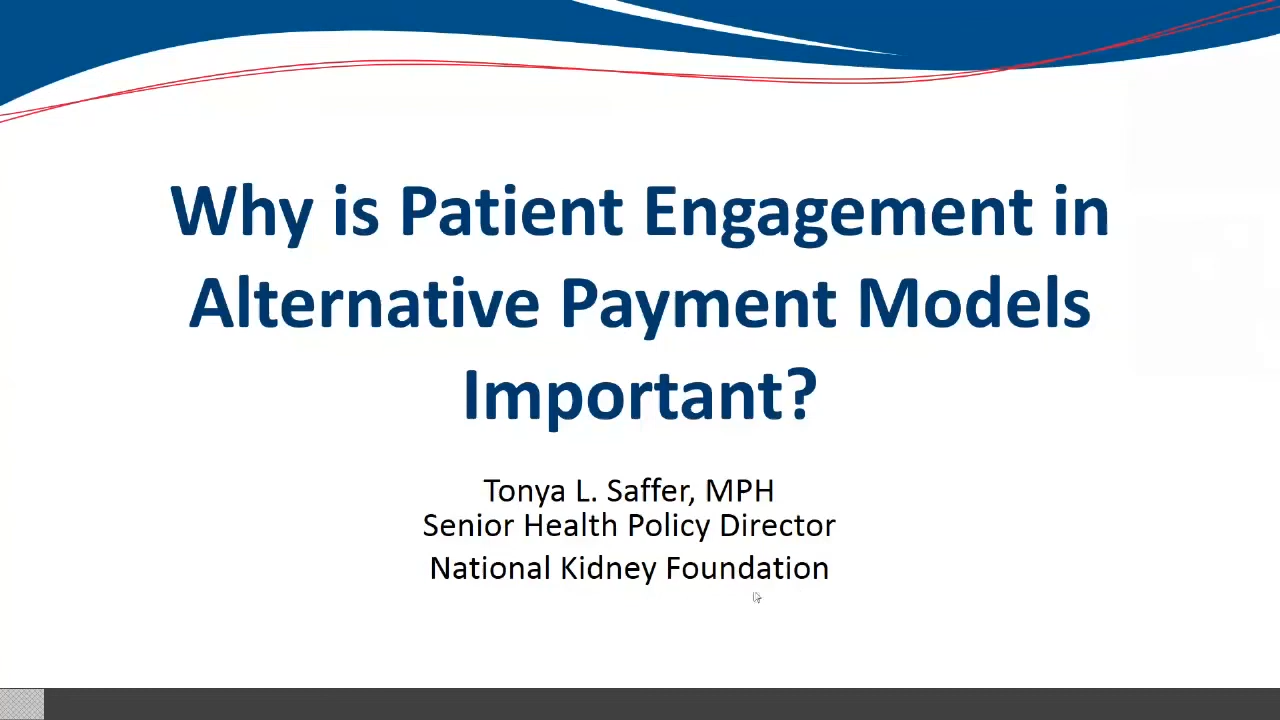 Why is Patient Engagement in
Alternative Payment Models
Important?
Tonya L. Saffer, MPH
Senior Health Policy Director
National Kidney Foundation